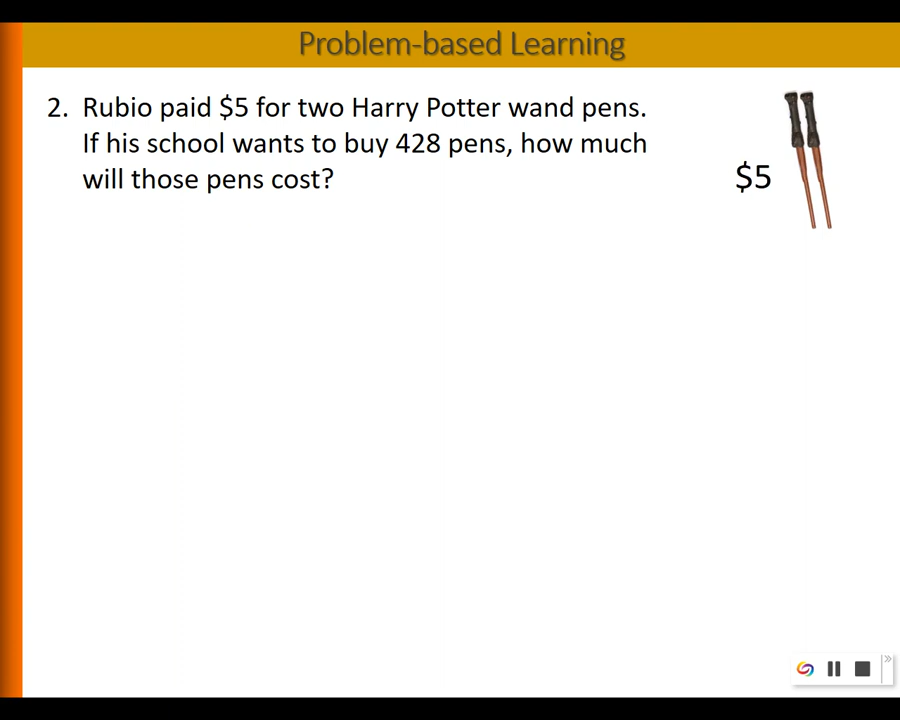 Problem-based Learning
2. Rubio paid $5 for two Harry Potter wand pens.
If his school wants to buy 428 pens, how much
will those pens cost?
$5